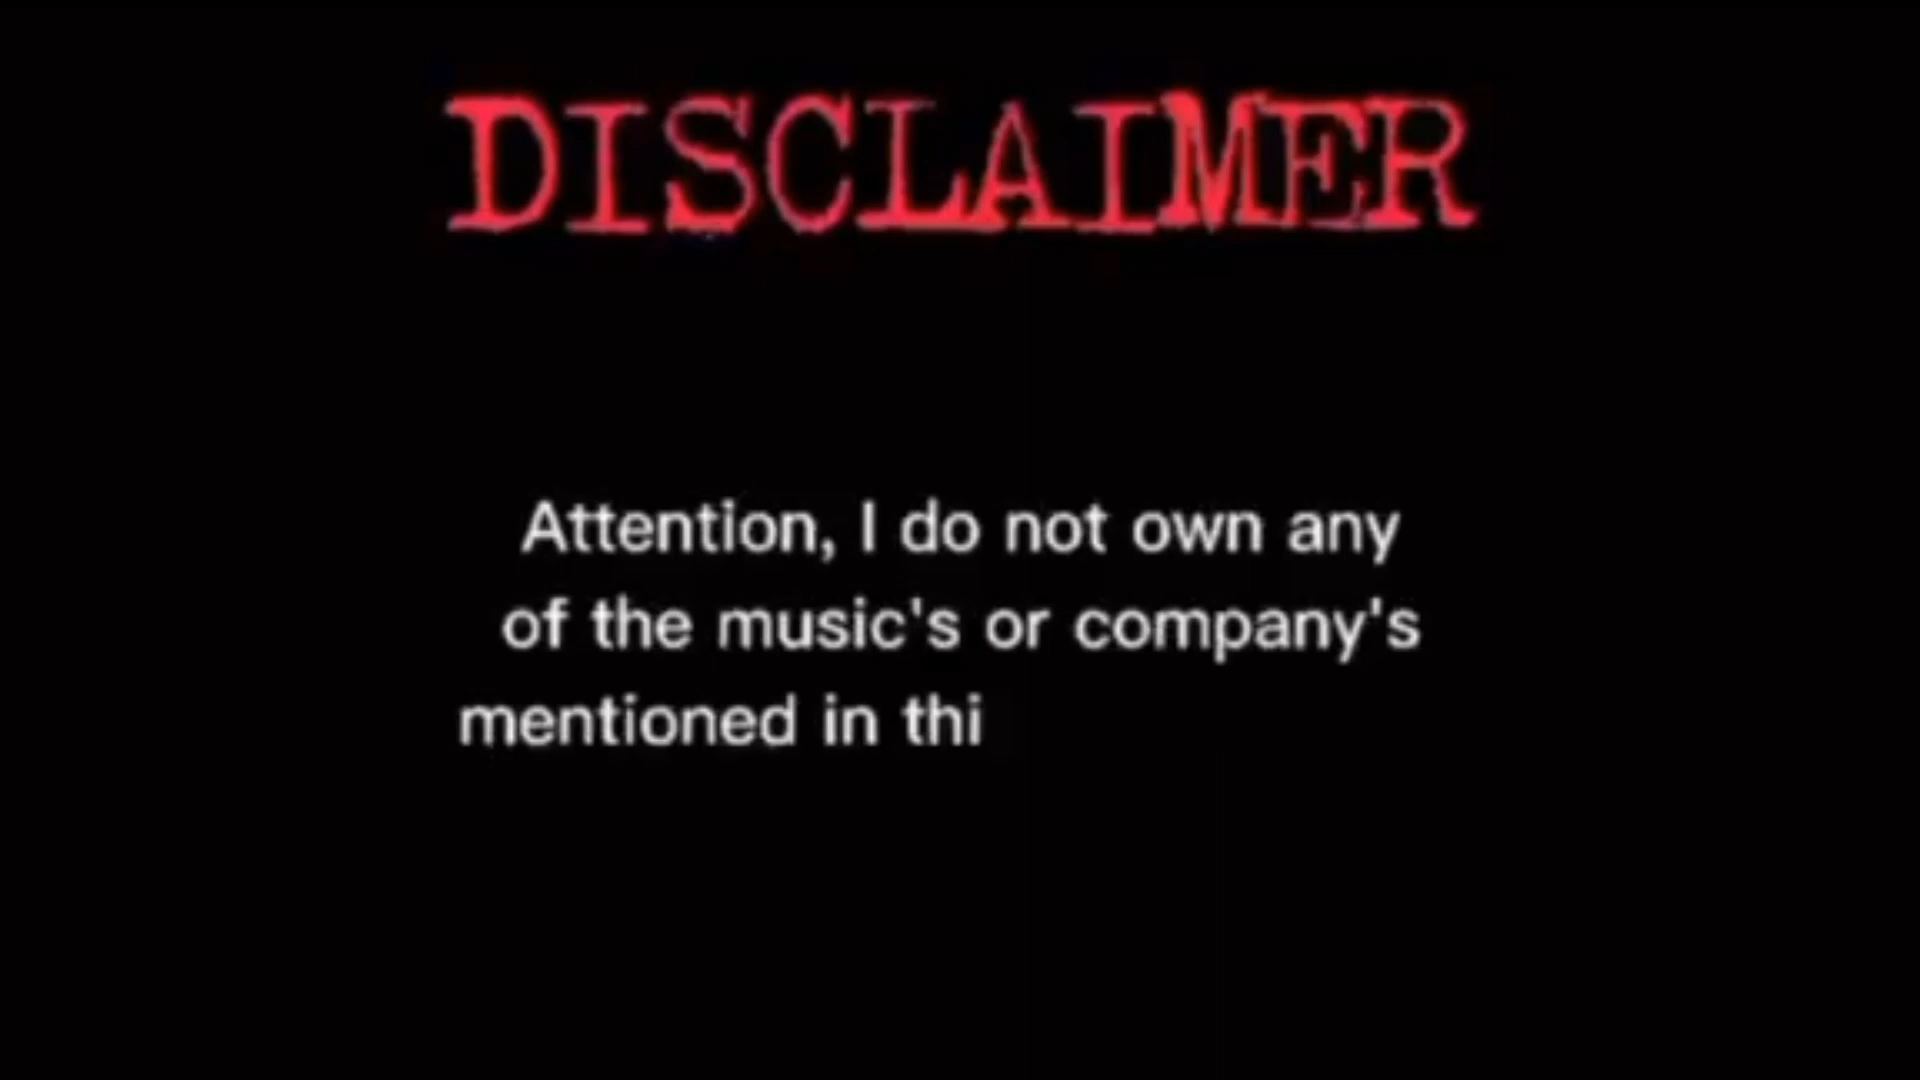 DISCLAIMER
Attention, I do not own any
of the music's or company's
mentioned in thi